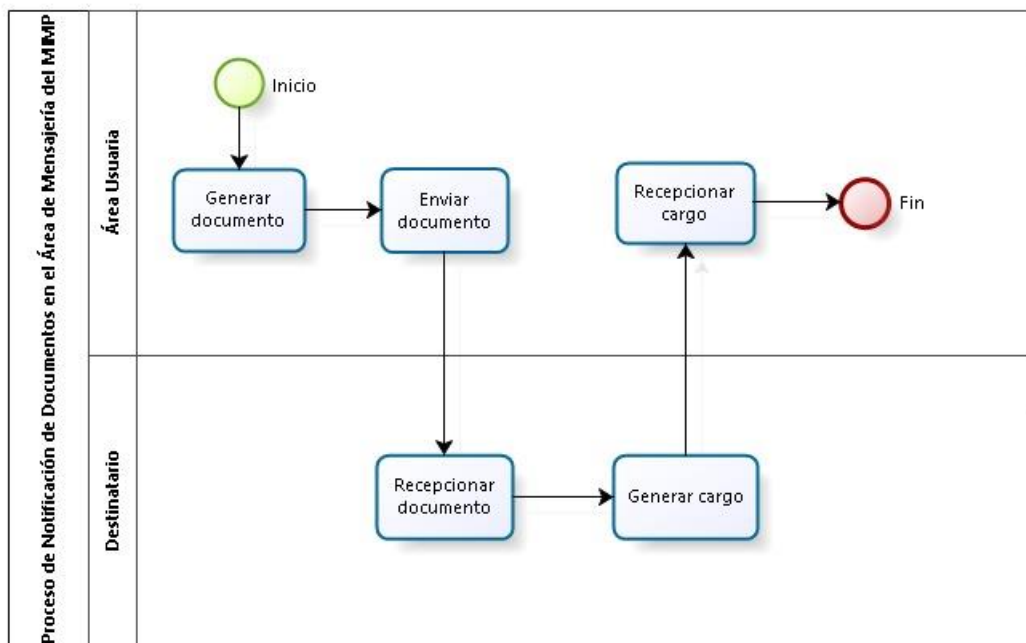 Proceso de Notificación de Documentos en el Área de Mensajería del MIMP
Área Usuaria
Inicio
Generar
documento
Enviar
documento
Recepcionar
cargo
Fin
Destinatario
Recepcionar
documento
Generar cargo